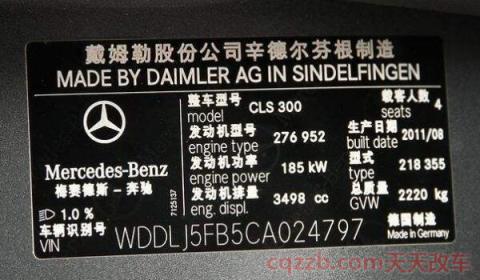 戴姆勒股份公司辛德尔芬根制造
MADE BY DAIMLER AG IN SINDELFINGEN
整车型号
model
CLS 300
载客人数
seats
4
发动机型号
engine type
276 952
生产日期
built date
2011/08
发动机功率
engine power
185 kW
型式
type
218 355
发动机排量
eng. displ.
3498 cc
总质量
GVW
2220 kg
Mercedes-Benz
梅赛德斯－奔驰
7125137
1.0 %
车辆识别号
VIN
WDDLJ5FB5CA024797
德国制造
Made in Germany
cqzzb.com天天改车